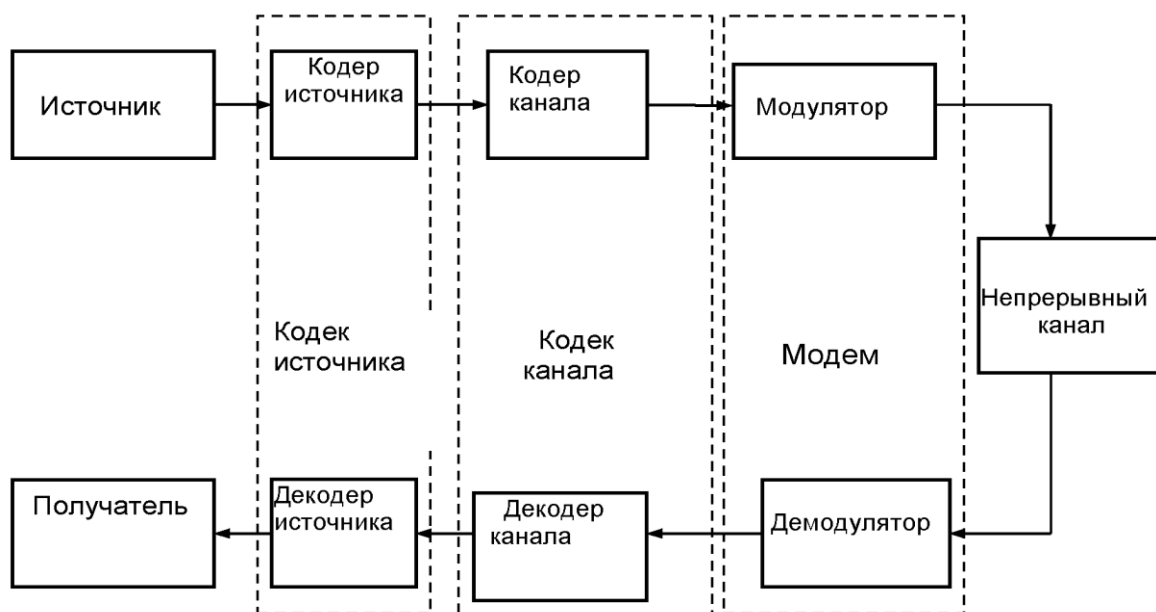 Источник
Кодер
источника
Кодер
канала
Модулятор
Непрерывный
канал
Кодек
источника
Кодек
канала
Модем
Получатель
Декодер
источника
Декодер
канала
Демодулятор